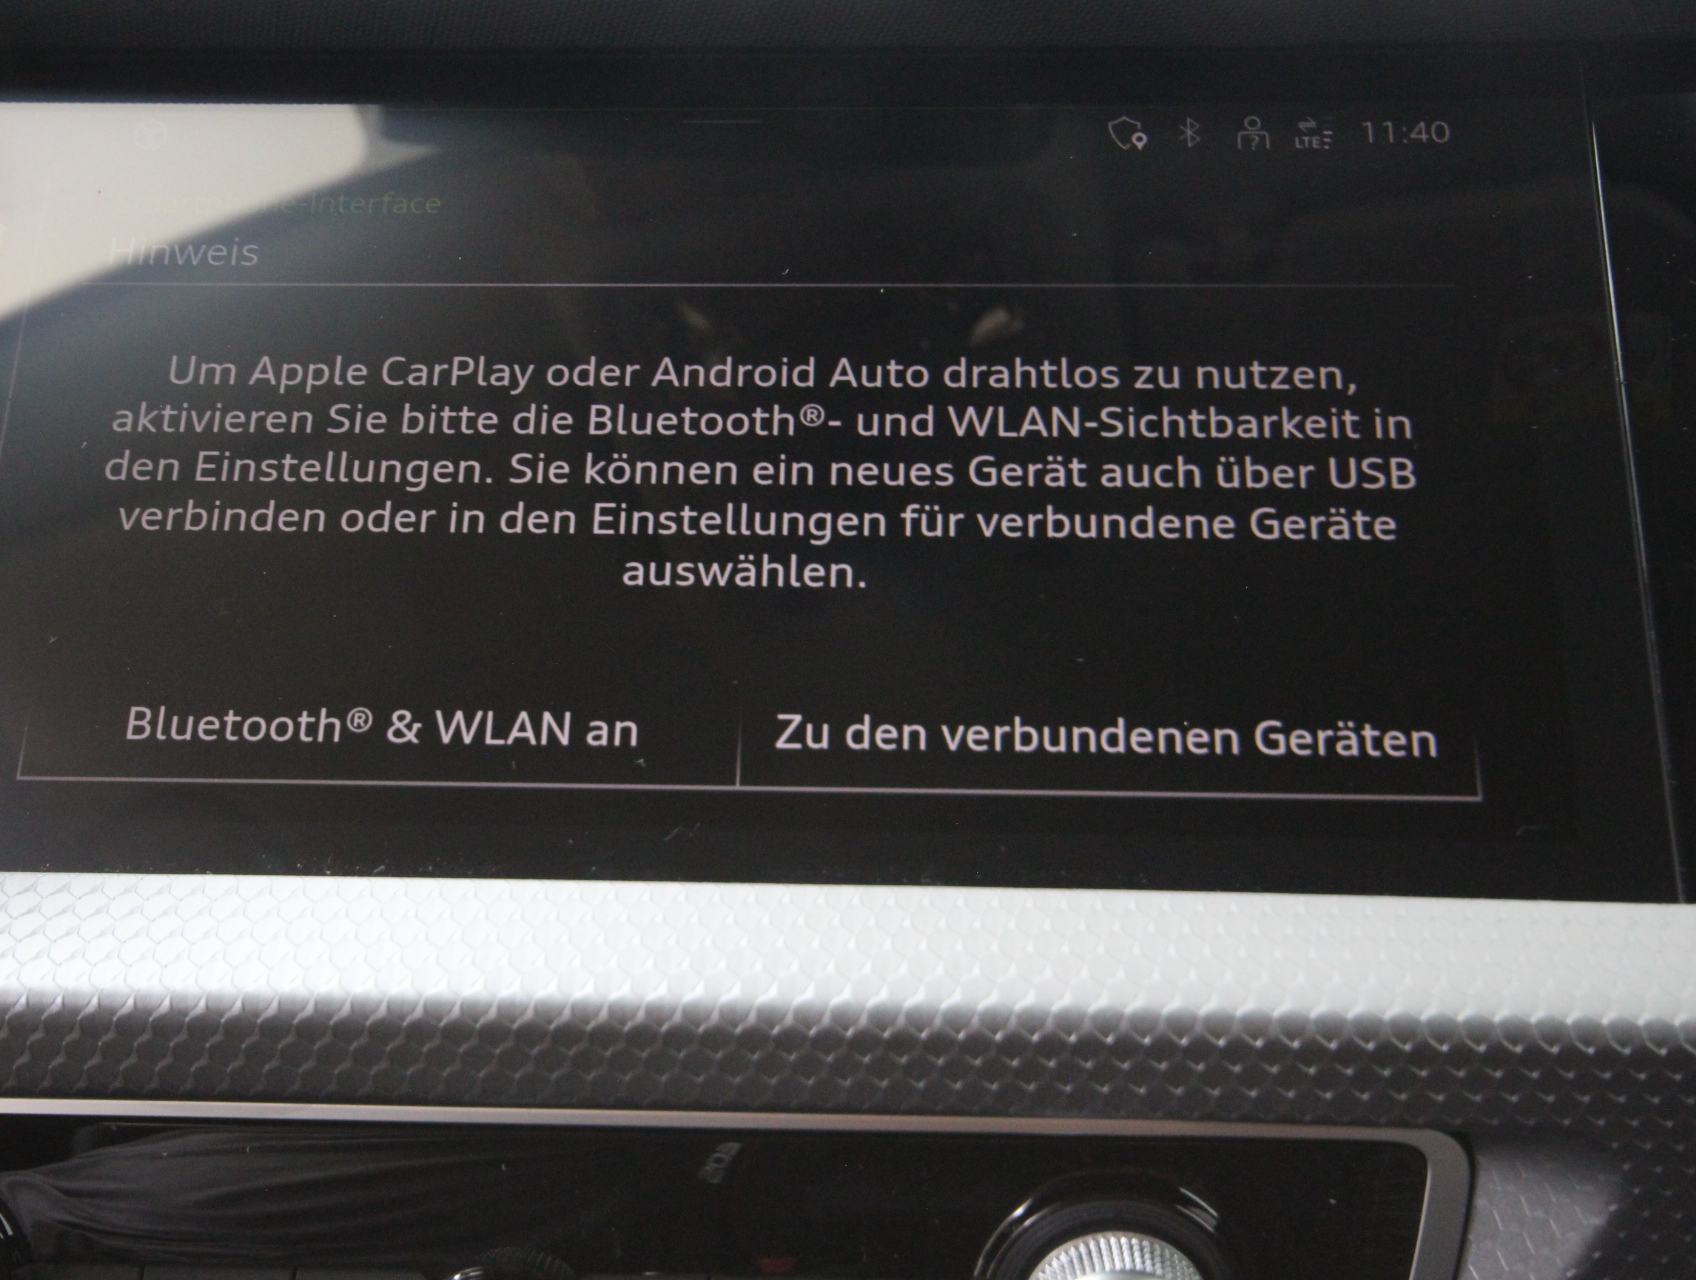 LTE 11:40
-Interface
Hinweis
Um Apple CarPlay oder Android Auto drahtlos zu nutzen,
aktivieren Sie bitte die Bluetooth®- und WLAN-Sichtbarkeit in
den Einstellungen. Sie können ein neues Gerät auch über USB
verbinden oder in den Einstellungen für verbundene Geräte
auswählen.
Bluetooth® & WLAN an
Zu den verbundenen Geräten